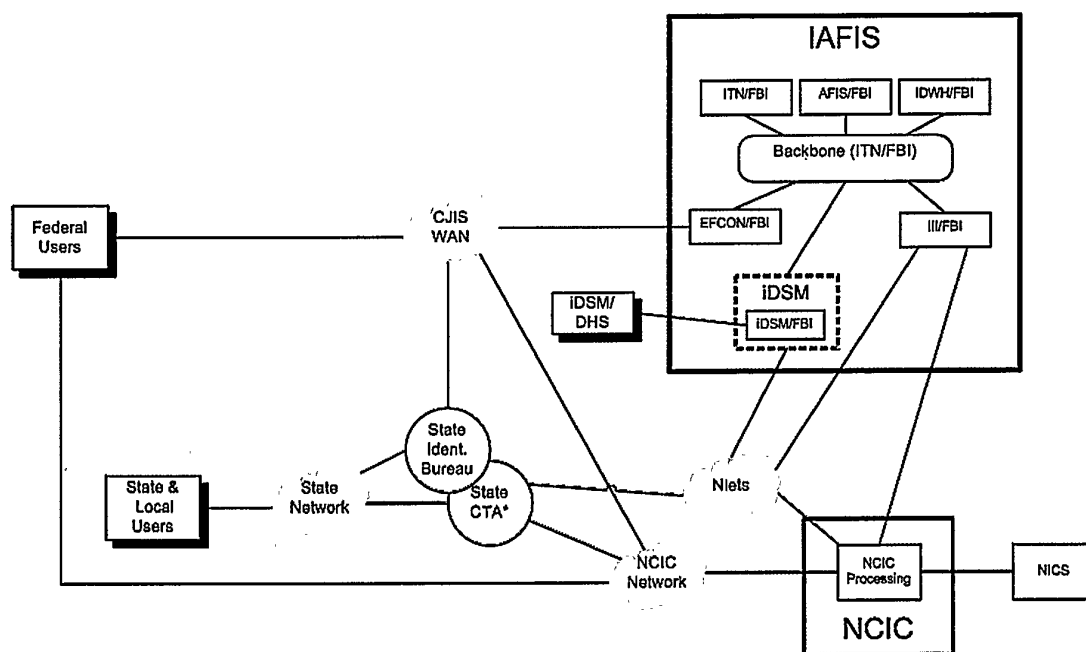 IAFIS
ITN/FBI
AFIS/FBI
IDWH/FBI
Backbone (ITN/FBI)
Federal
Users
CJIS
WAN
EFCON/FBI
III/FBI
iDSM/
DHS
iDSM
iDSM/FBI
State
Ident.
Bureau
State &
Local
Users
State
Network
State
CTA*
Nlets
NCIC
Network
NCIC
Processing
NICS
NCIC